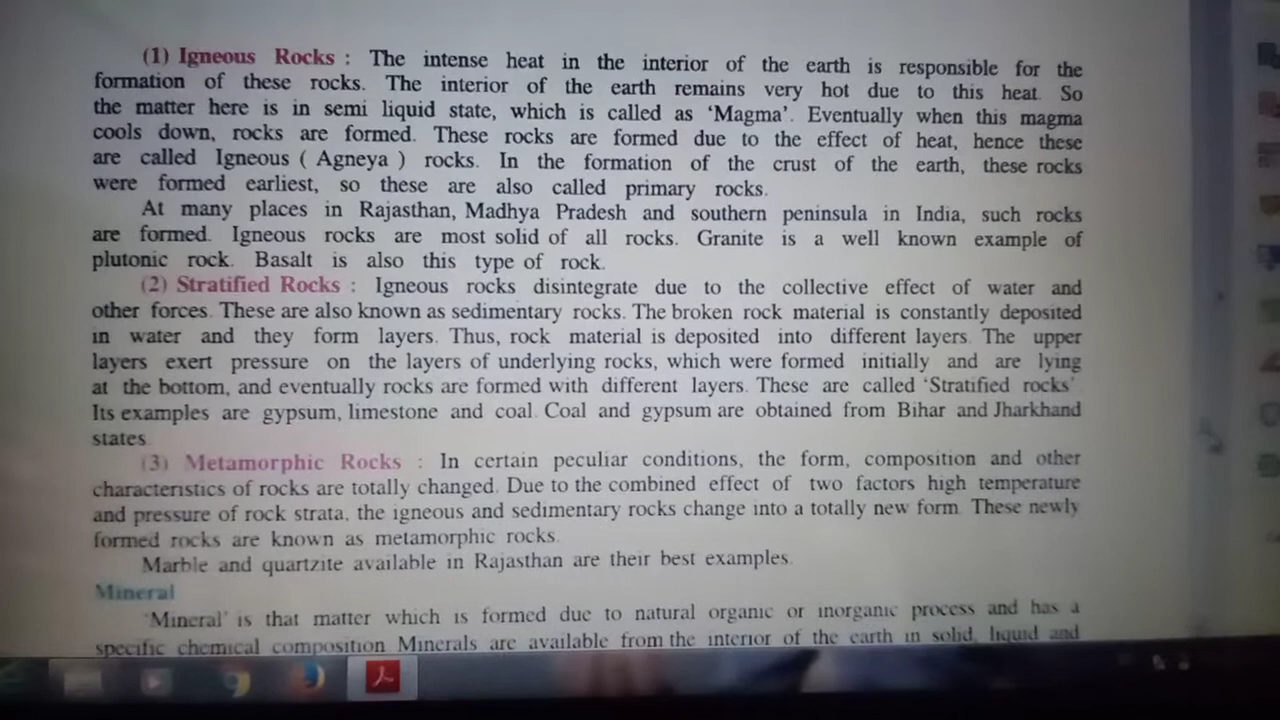 (1) Igneous Rocks : The intense heat in the interior of the earth is responsible for the
formation of these rocks. The interior of the earth remains very hot due to this heat. So
the matter here is in semi liquid state, which is called as ‘Magma’. Eventually when this magma
cools down, rocks are formed. These rocks are formed due to the effect of heat, hence these
are called Igneous ( Agneya ) rocks. In the formation of the crust of the earth, these rocks
were formed earliest, so these are also called primary rocks.
At many places in Rajasthan, Madhya Pradesh and southern peninsula in India, such rocks
are formed. Igneous rocks are most solid of all rocks. Granite is a well known example of
plutonic rock. Basalt is also this type of rock.
(2) Stratified Rocks : Igneous rocks disintegrate due to the collective effect of water and
other forces. These are also known as sedimentary rocks. The broken rock material is constantly deposited
in water and they form layers. Thus, rock material is deposited into different layers. The upper
layers exert pressure on the layers of underlying rocks, which were formed initially and are lying
at the bottom, and eventually rocks are formed with different layers. These are called ‘Stratified rocks’
Its examples are gypsum, limestone and coal. Coal and gypsum are obtained from Bihar and Jharkhand
states.
(3) Metamorphic Rocks : In certain peculiar conditions, the form, composition and other
characteristics of rocks are totally changed. Due to the combined effect of two factors high temperature
and pressure of rock strata, the igneous and sedimentary rocks change into a totally new form. These newly
formed rocks are known as metamorphic rocks.
Marble and quartzite available in Rajasthan are their best examples.
Mineral
‘Mineral’ is that matter which is formed due to natural organic or inorganic process and has a
specific chemical composition Minerals are available from the interior of the earth in solid, liquid and